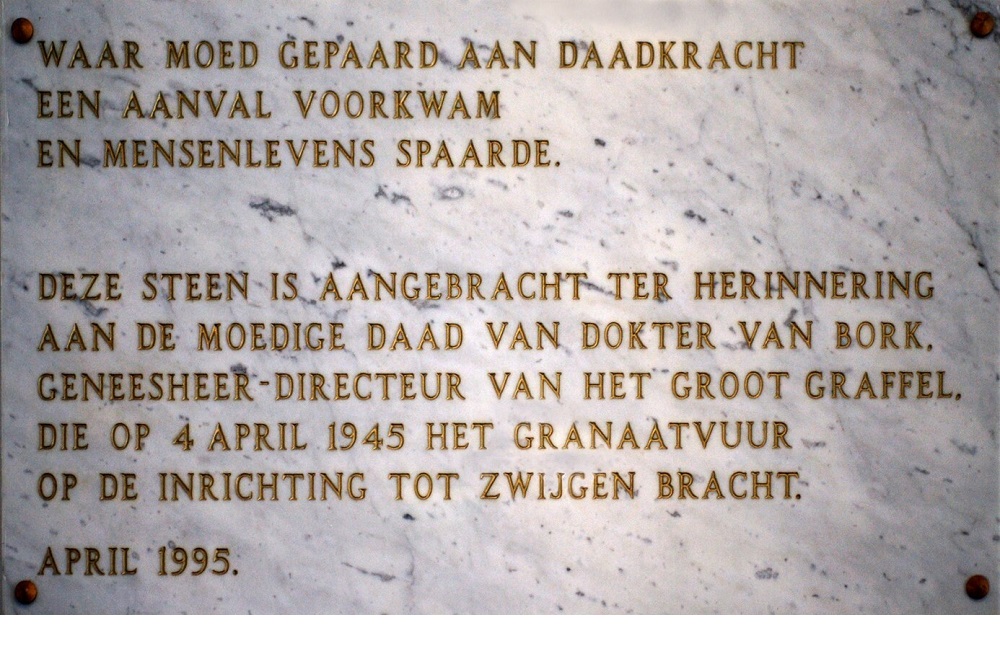 WAAR MOED GEPAARD AAN DAADKRACHT
EEN AANVAL VOORKWAM
EN MENSENLEVENS SPAARDE.
DEZE STEEN IS AANGEBRACHT TER HERINNERING
AAN DE MOEDIGE DAAD VAN DOKTER VAN BORK,
GENEESHEER-DIRECTEUR VAN HET GROOT GRAFFEL,
DIE OP 4 APRIL 1945 HET GRANAATVUUR
OP DE INRICHTING TOT ZWIJGEN BRACHT.
APRIL 1995.